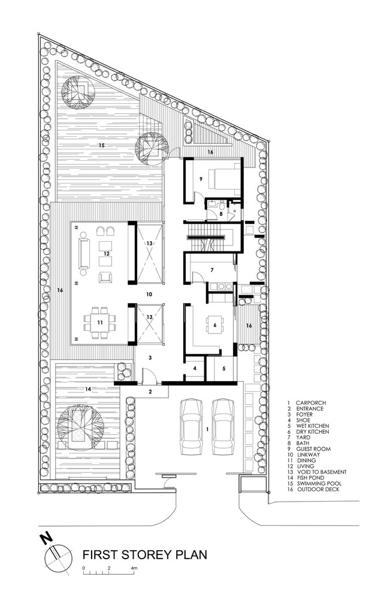 15
16
9
8
12
13
7
16
10
11
13
6
16
3
4
5
14
2
1
1 CARPORCH
2 ENTRANCE
3 FOYER
4 SHOE
5 WET KITCHEN
6 DRY KITCHEN
7 YARD
8 BATH
9 GUEST ROOM
10 LINKWAY
11 DINING
12 LIVING
13 VOID TO BASEMENT
14 FISH POND
15 SWIMMING POOL
16 OUTDOOR DECK
N
FIRST STOREY PLAN
0 2 4m